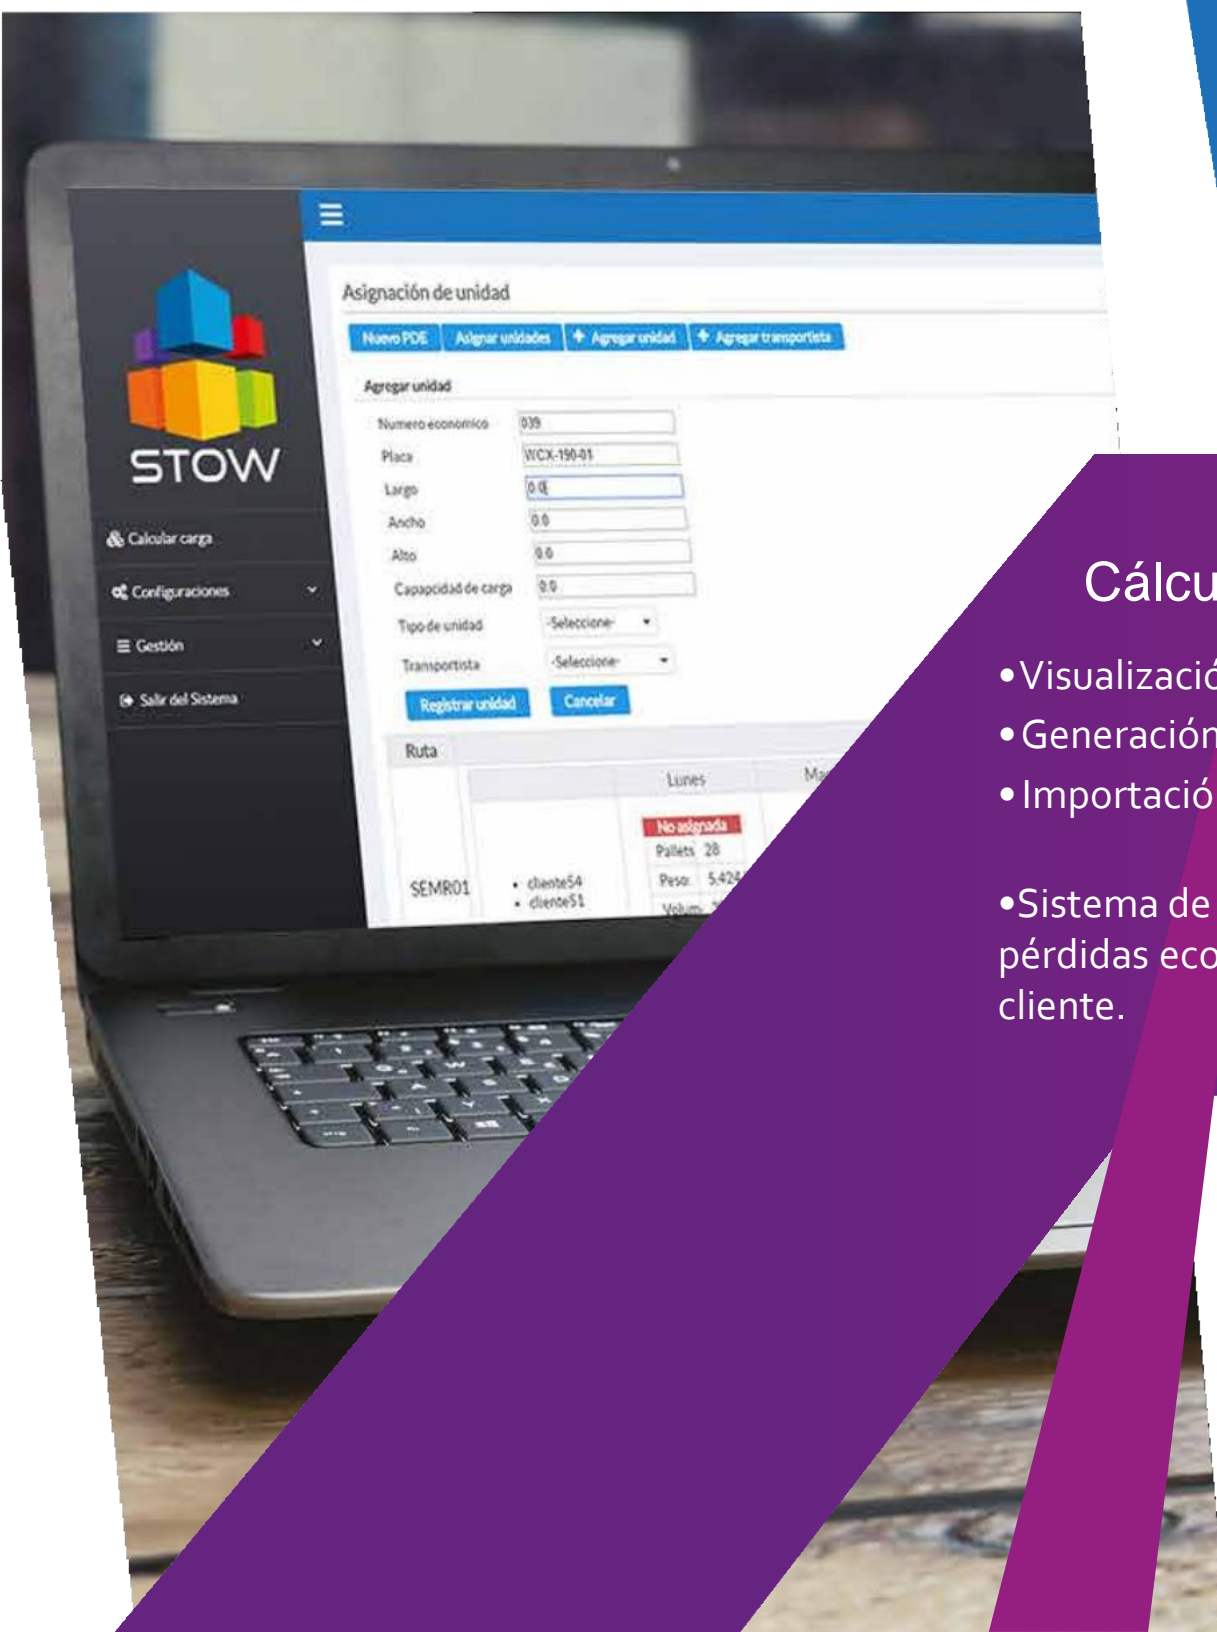 STOW
Calcular carga
Configuraciones
Gestión
Salir del Sistema
Asignación de unidad
Nuevo PDE
Asignar unidades
+ Agregar unidad
+ Agregar transportista
Agregar unidad
Numero economico 039
Placa WCX-190-01
Largo 0.0
Ancho 0.0
Alto 0.0
Capapcidad de carga 0.0
Tipo de unidad -Seleccione-
Transportista -Seleccione-
Registrar unidad Cancelar
Ruta
Lunes
No asignada
Pallets 28
SEMR01
• cliente54
Peso: 5,424
• cliente51
Cálcu
•Visualizació
•Generación
•Importació
•Sistema de
pérdidas eco
cliente.